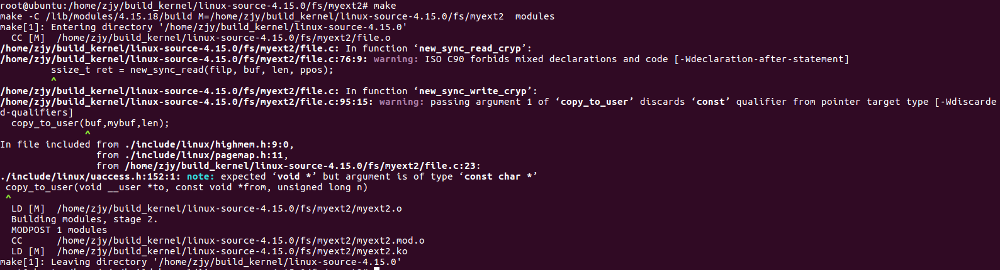 root@ubuntu:/home/zjy/build_kernel/linux-source-4.15.0/fs/myext2# make
make -C /lib/modules/4.15.18/build M=/home/zjy/build_kernel/linux-source-4.15.0/fs/myext2  modules
make[1]: Entering directory '/home/zjy/build_kernel/linux-source-4.15.0'
  CC [M]  /home/zjy/build_kernel/linux-source-4.15.0/fs/myext2/file.o
/home/zjy/build_kernel/linux-source-4.15.0/fs/myext2/file.c: In function ‘new_sync_read_cryp’:
/home/zjy/build_kernel/linux-source-4.15.0/fs/myext2/file.c:76:9: warning: ISO C90 forbids mixed declarations and code [-Wdeclaration-after-statement]
         ssize_t ret = new_sync_read(filp, buf, len, ppos);
         ^
/home/zjy/build_kernel/linux-source-4.15.0/fs/myext2/file.c: In function ‘new_sync_write_cryp’:
/home/zjy/build_kernel/linux-source-4.15.0/fs/myext2/file.c:95:15: warning: passing argument 1 of ‘copy_to_user’ discards ‘const’ qualifier from pointer target type [-Wdiscarde
d-qualifiers]
  copy_to_user(buf,mybuf,len);
               ^
In file included from ./include/linux/highmem.h:9:0,
                 from ./include/linux/pagemap.h:11,
                 from /home/zjy/build_kernel/linux-source-4.15.0/fs/myext2/file.c:23:
./include/linux/uaccess.h:152:1: note: expected ‘void *’ but argument is of type ‘const char *’
 copy_to_user(void __user *to, const void *from, unsigned long n)
 ^
  LD [M]  /home/zjy/build_kernel/linux-source-4.15.0/fs/myext2/myext2.o
  Building modules, stage 2.
  MODPOST 1 modules
  CC      /home/zjy/build_kernel/linux-source-4.15.0/fs/myext2/myext2.mod.o
  LD [M]  /home/zjy/build_kernel/linux-source-4.15.0/fs/myext2/myext2.ko
make[1]: Leaving directory '/home/zjy/build_kernel/linux-source-4.15.0'